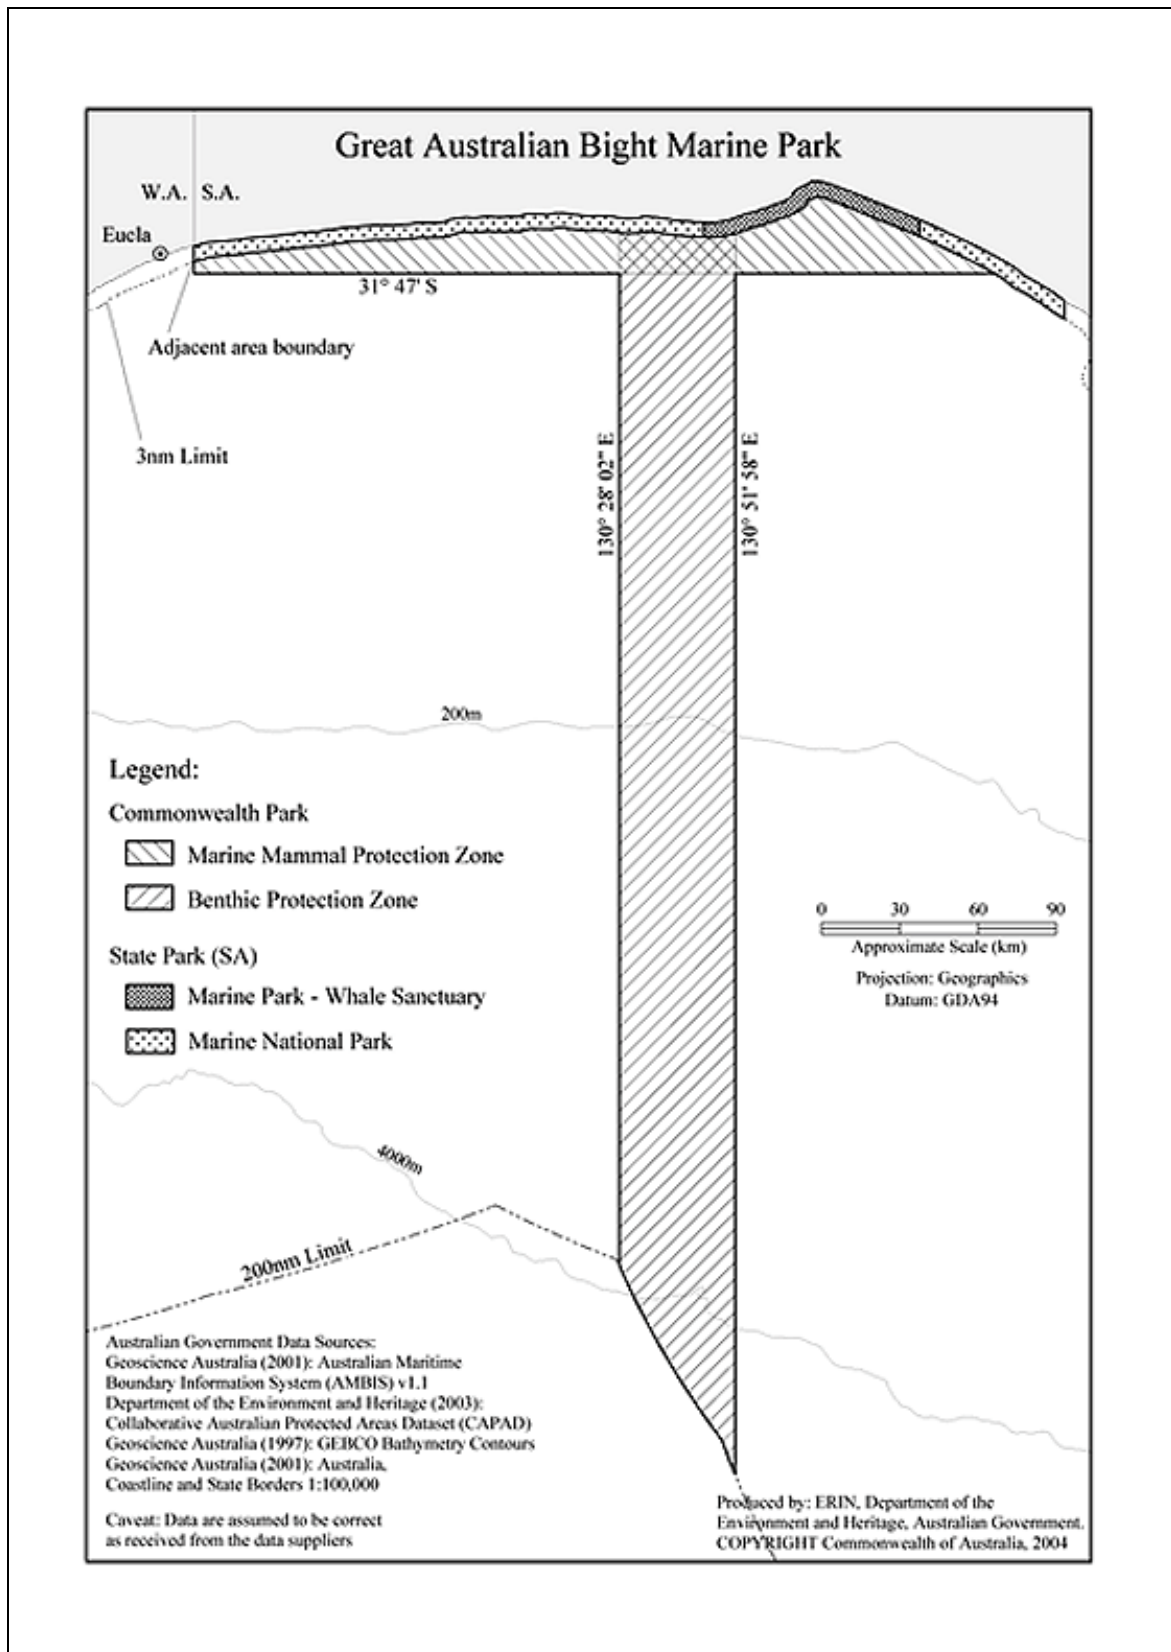 Great Australian Bight Marine Park
W.A. S.A.
Eucla
31° 47' S
Adjacent area boundary
3nm Limit
130° 28' 02" E
130° 51' 58" E
200m
Legend:
Commonwealth Park
Marine Mammal Protection Zone
Benthic Protection Zone
State Park (SA)
Marine Park - Whale Sanctuary
Marine National Park
0 30 60 90
Approximate Scale (km)
Projection: Geographics
Datum: GDA94
4000m
200nm Limit
Australian Government Data Sources:
Geoscience Australia (2001): Australian Maritime
Boundary Information System (AMBIS) v1.1
Department of the Environment and Heritage (2003):
Collaborative Australian Protected Areas Dataset (CAPAD)
Geoscience Australia (1997): GEBCO Bathymetry Contours
Geoscience Australia (2001): Australia,
Coastline and State Borders 1:100,000
Caveat: Data are assumed to be correct
as received from the data suppliers
Produced by: ERIN, Department of the
Environment and Heritage, Australian Government.
COPYRIGHT Commonwealth of Australia, 2004